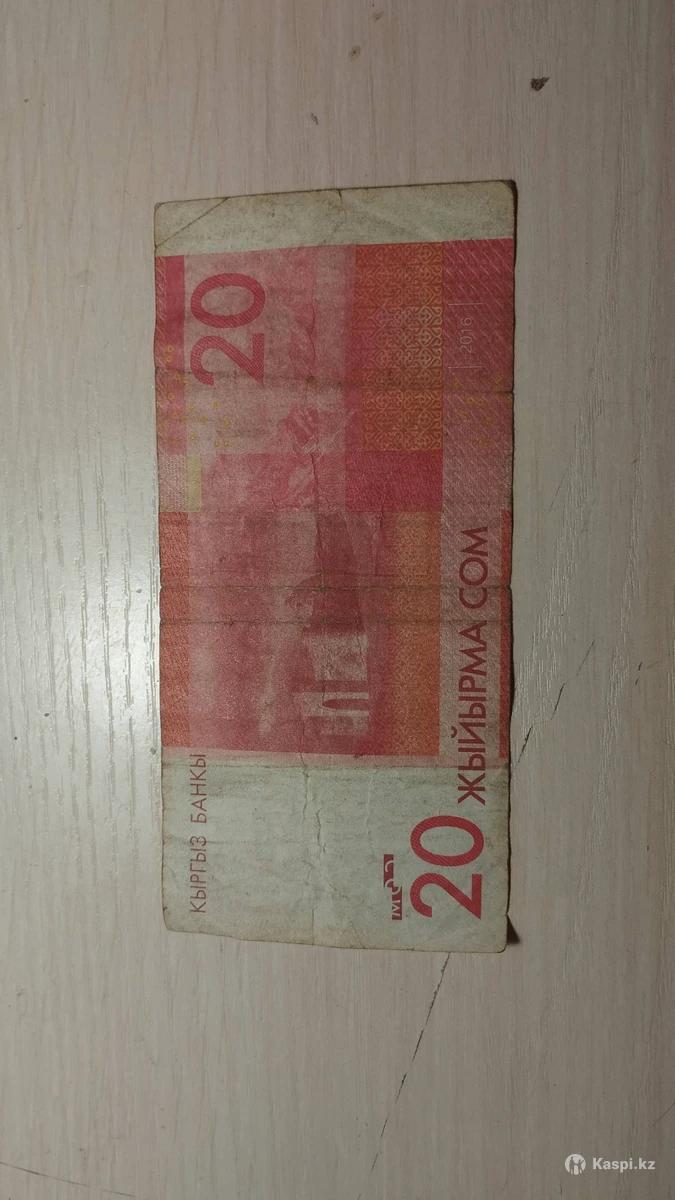 КЫРГЫЗ БАНКЫ
20
20
ЖЫЙЫРМА СОМ
2016
Kaspi.kz